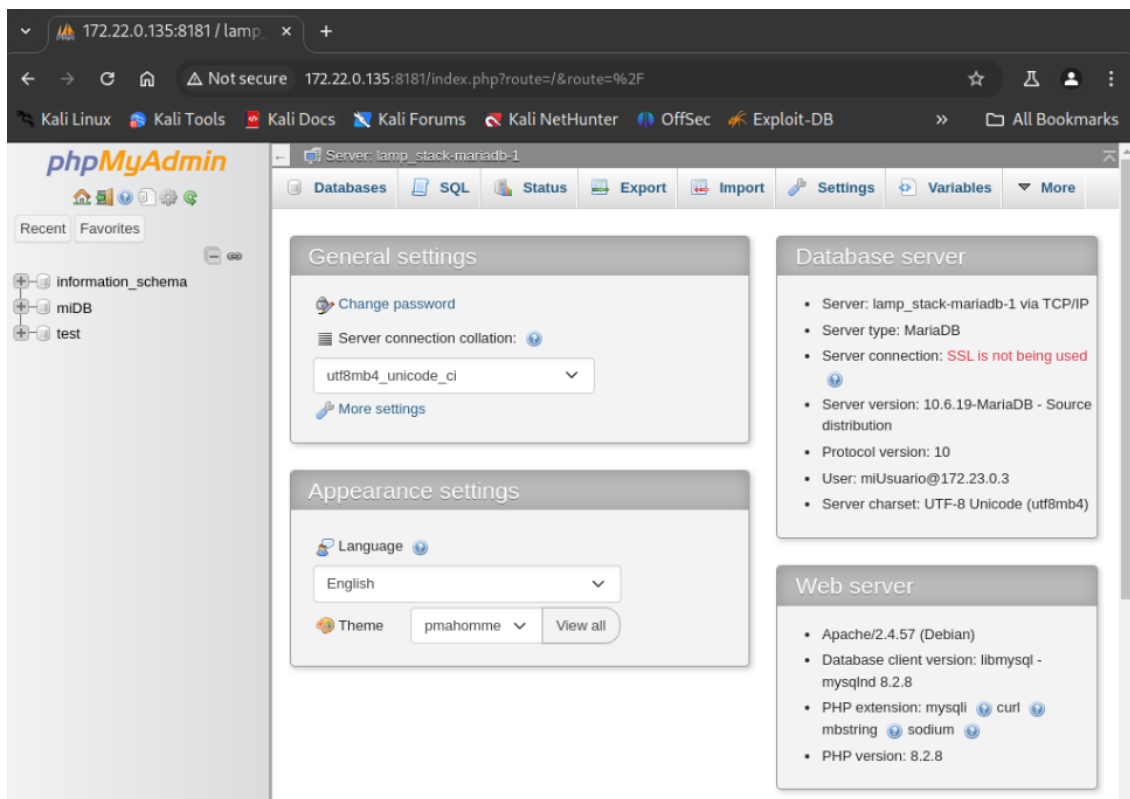 172.22.0.135:8181 / lamp_
Not secure 172.22.0.135:8181/index.php?route=/&route=%2F
Kali Linux Kali Tools Kali Docs Kali Forums Kali NetHunter OffSec Exploit-DB » All Bookmarks
phpMyAdmin
Recent Favorites
information_schema
miDB
test
Server: lamp_stack-mariadb-1
Databases SQL Status Export Import Settings Variables More
General settings
Change password
Server connection collation:
utf8mb4_unicode_ci
More settings
Appearance settings
Language
English
Theme pmahomme View all
Database server
• Server: lamp_stack-mariadb-1 via TCP/IP
• Server type: MariaDB
• Server connection: SSL is not being used
• Server version: 10.6.19-MariaDB - Source
distribution
• Protocol version: 10
• User: miUsuario@172.23.0.3
• Server charset: UTF-8 Unicode (utf8mb4)
Web server
• Apache/2.4.57 (Debian)
• Database client version: libmysql -
mysqlnd 8.2.8
• PHP extension: mysqli curl
mbstring sodium
• PHP version: 8.2.8